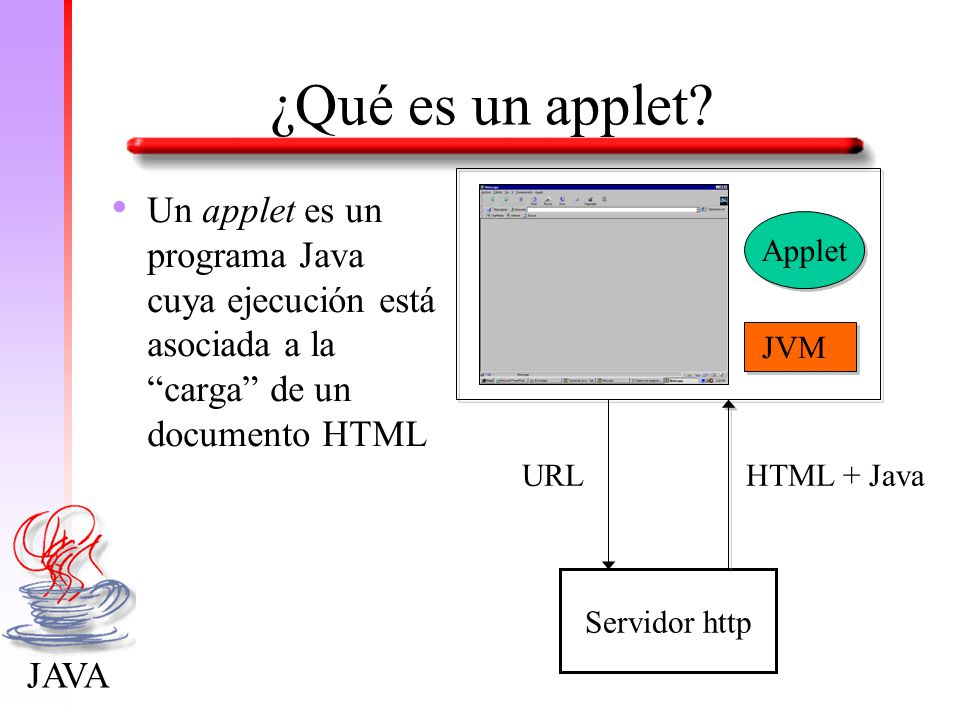 ¿Qué es un applet?
Un applet es un
programa Java
cuya ejecución está
asociada a la
“carga” de un
documento HTML
Applet
JVM
URL
HTML + Java
Servidor http
JAVA